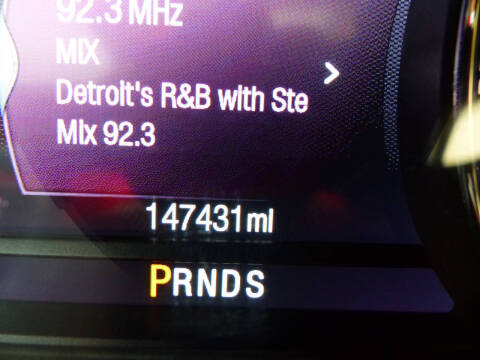 92.3 MHz
MIX
Detroit's R&B with Ste
Mix 92.3
147431mi
PRNDS